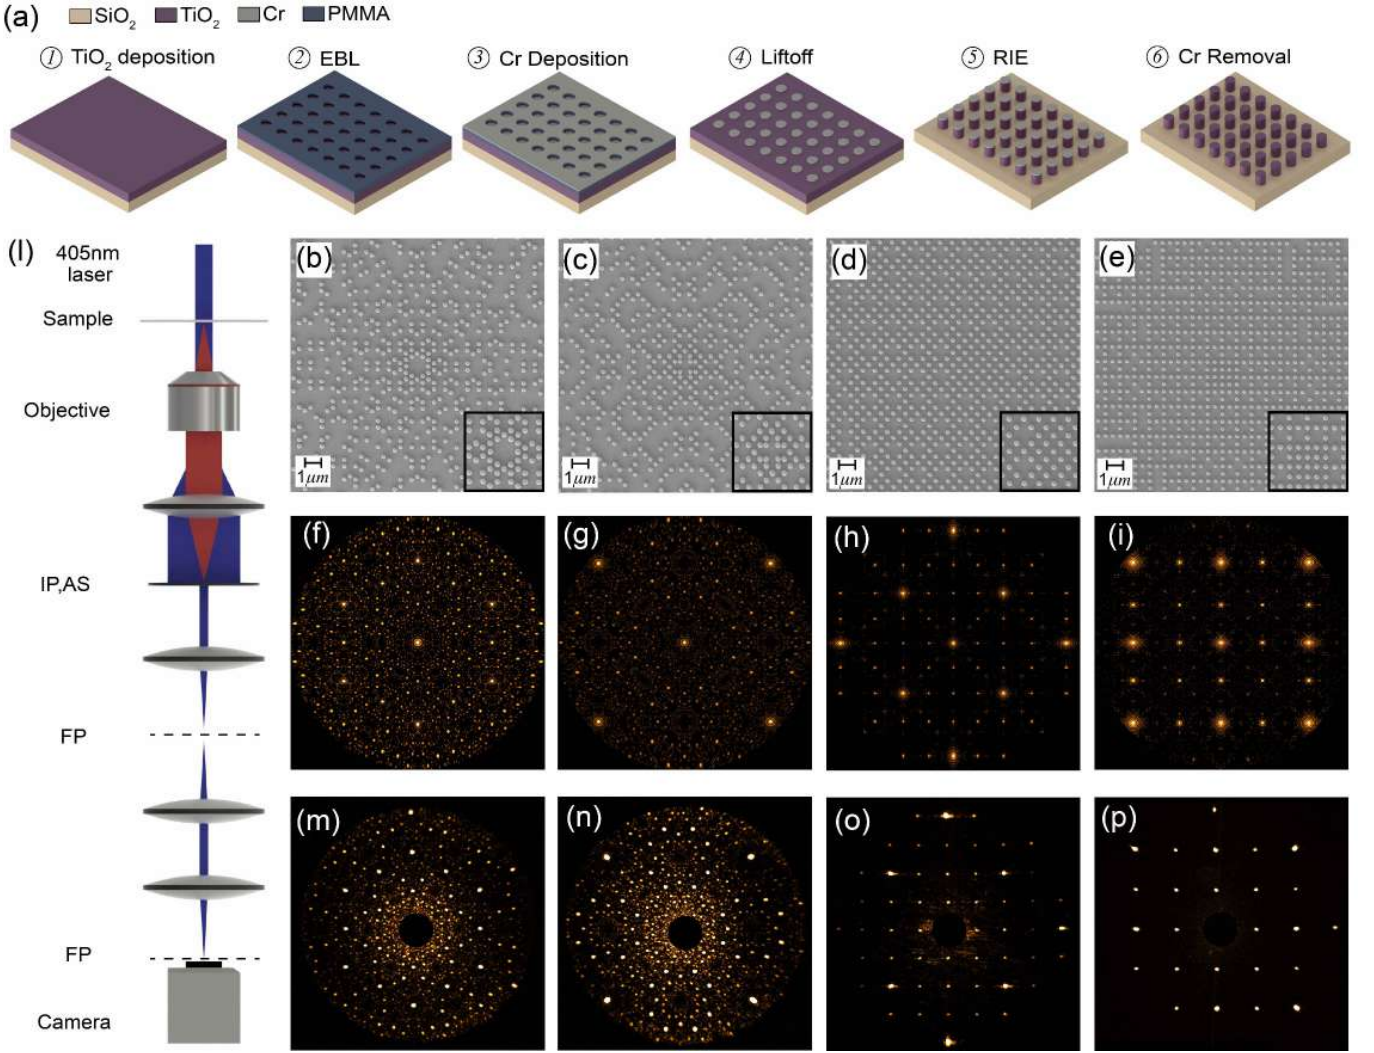 (a)
SiO₂ TiO₂ Cr PMMA
① TiO₂ deposition ② EBL ③ Cr Deposition ④ Liftoff ⑤ RIE ⑥ Cr Removal
(l)
405nm
laser
Sample
Objective
IP,AS
FP
FP
Camera
(b) (c) (d) (e)
1μm 1μm 1μm 1μm
(f) (g) (h) (i)
(m) (n) (o) (p)